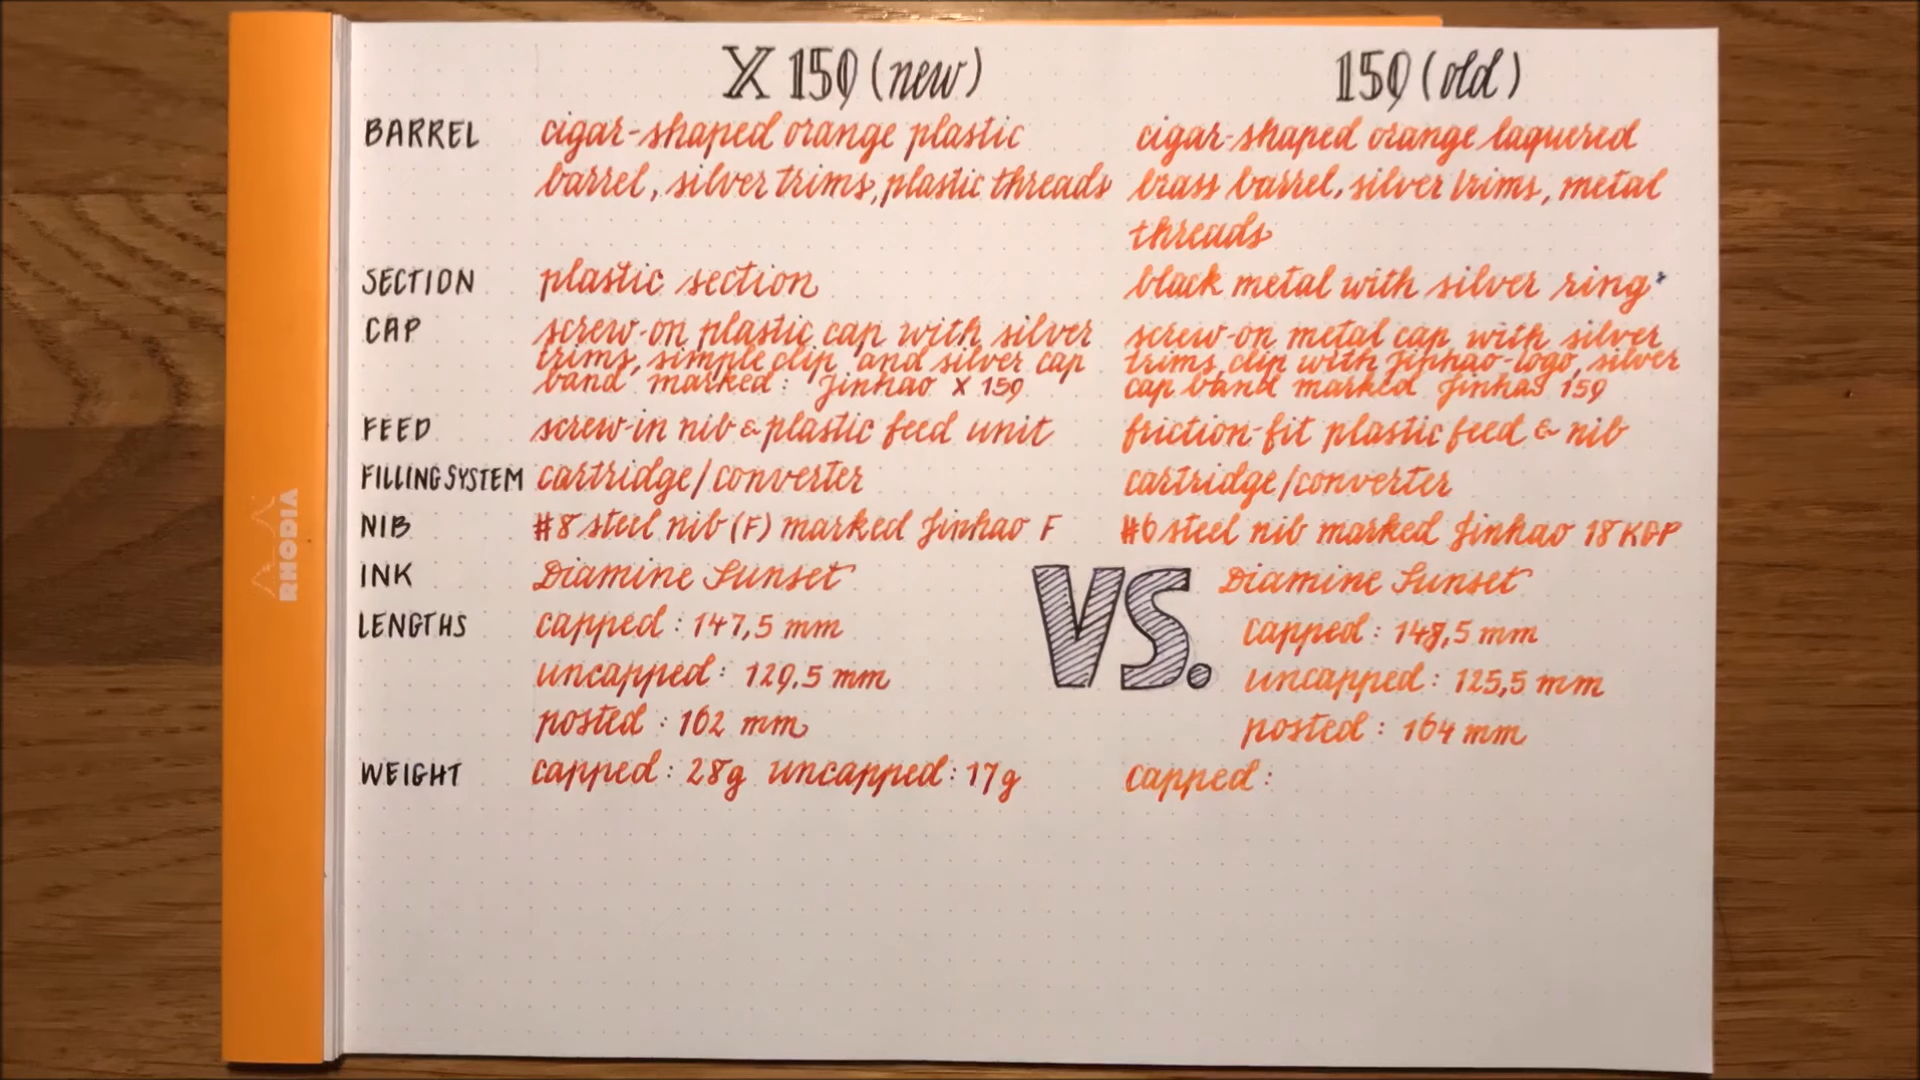 X 159 (new) 159 (old)
BARREL cigar-shaped orange plastic cigar-shaped orange laquered
barrel, silver trims, plastic threads brass barrel, silver trims, metal
threads
SECTION plastic section black metal with silver ring
CAP screw-on plastic cap with silver screw-on metal cap with silver
trims, simple clip and silver cap trims, clip with Jinhao-logo, silver
band marked: Jinhao X 159 cap band marked Jinhao 159
FEED screw-in nib & plastic feed unit friction-fit plastic feed & nib
FILLING SYSTEM cartridge/converter cartridge/converter
NIB #8 steel nib (F) marked Jinhao F #6 steel nib marked Jinhao 18KGP
INK Diamine Sunset VS. Diamine Sunset
LENGTHS capped: 147,5 mm capped: 148,5 mm
uncapped: 129,5 mm uncapped: 125,5 mm
posted: 162 mm posted: 164 mm
WEIGHT capped: 28g uncapped: 17g capped:
RHODIA